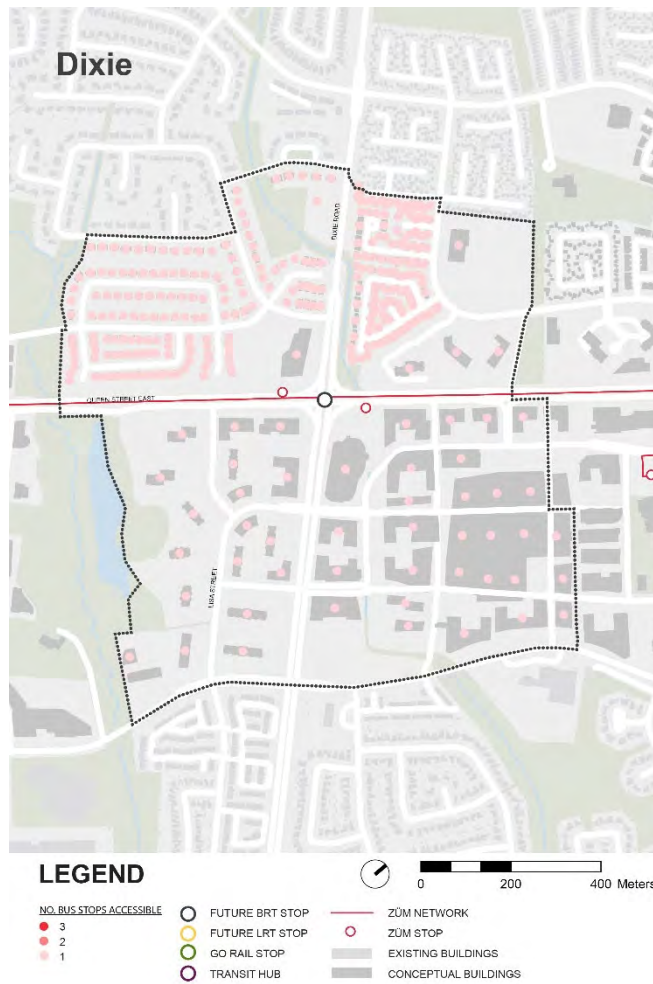 Dixie
DIXIE ROAD
QUEEN STREET EAST
LISA STREET
LEGEND
0 200 400 Meters
NO. BUS STOPS ACCESSIBLE
3
2
1
FUTURE BRT STOP
FUTURE LRT STOP
GO RAIL STOP
TRANSIT HUB
ZÜM NETWORK
ZÜM STOP
EXISTING BUILDINGS
CONCEPTUAL BUILDINGS